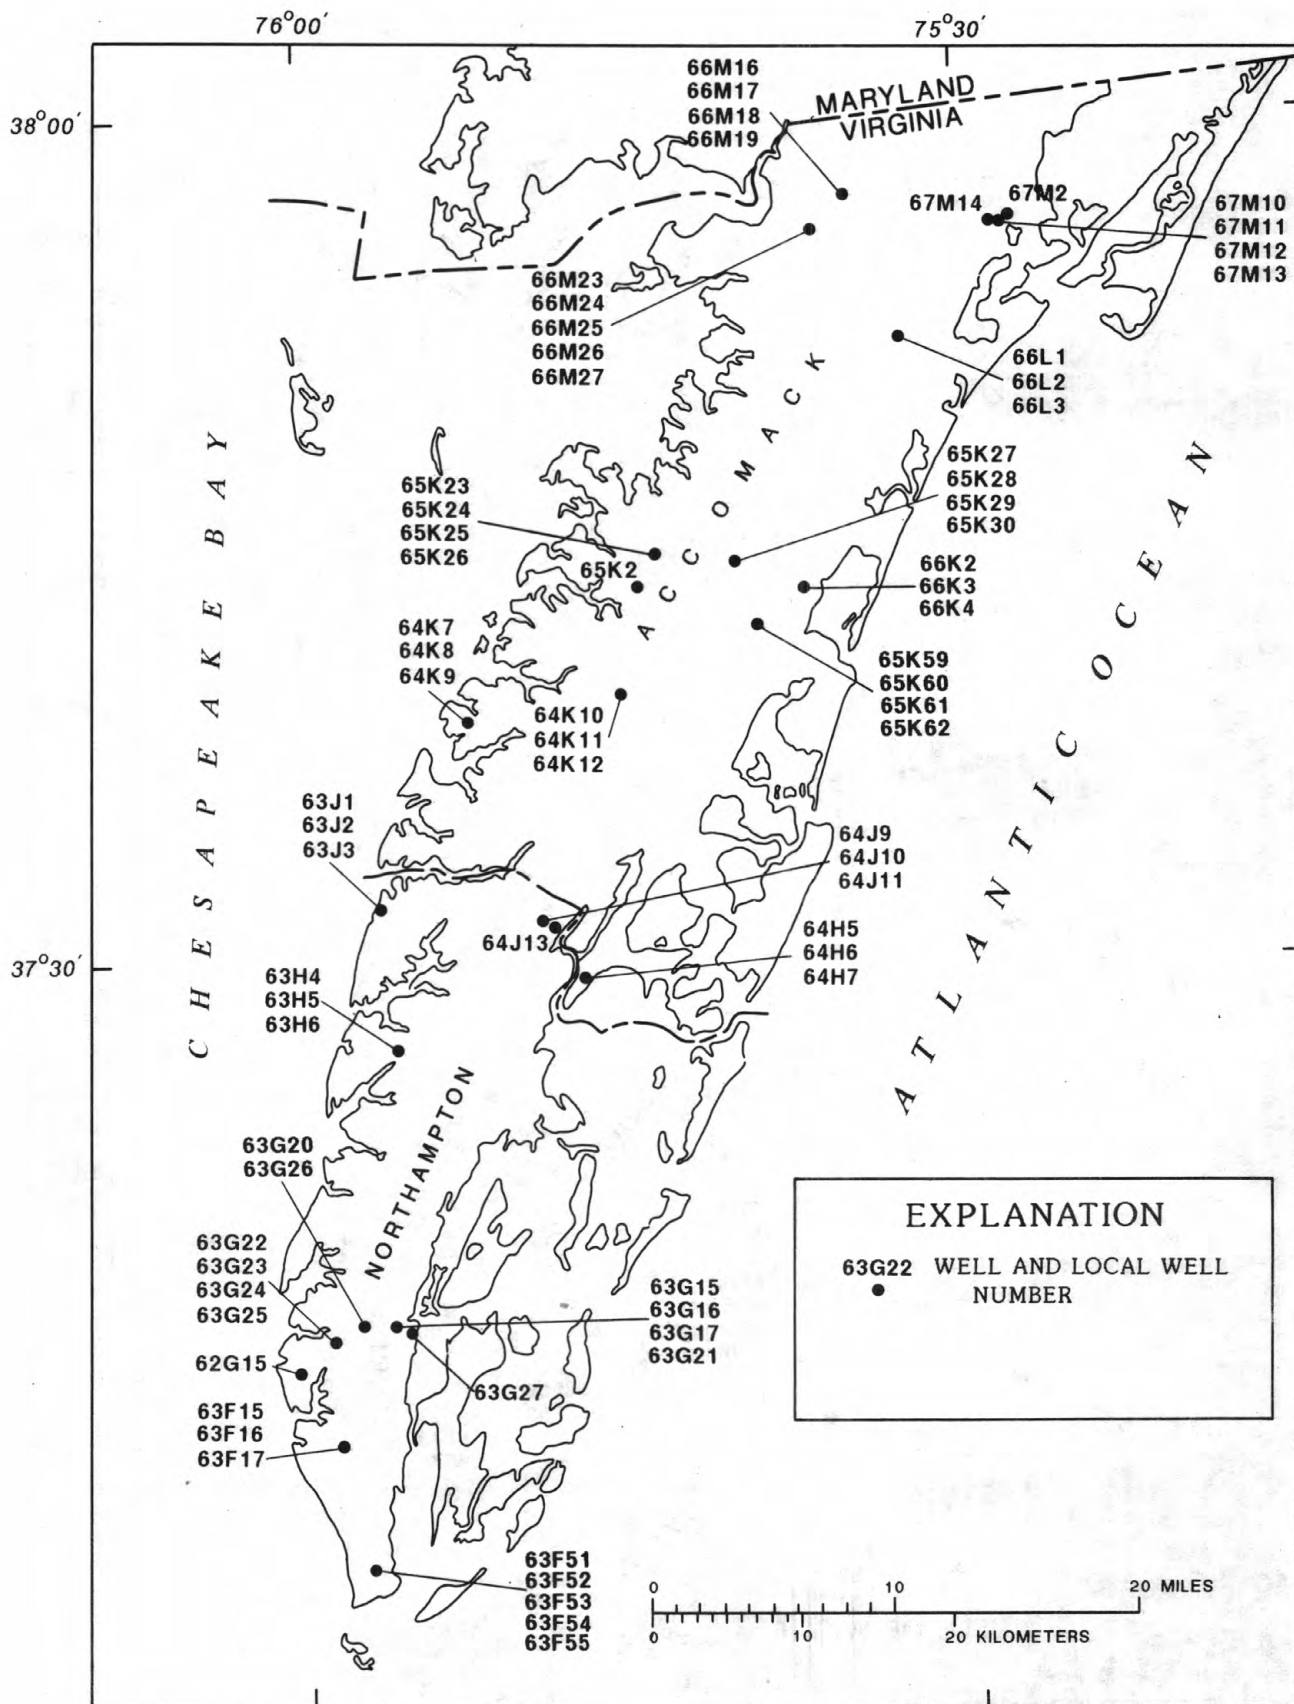 76°00'
75°30'
38°00'
37°30'
MARYLAND
VIRGINIA
66M16
66M17
66M18
66M19
67M14
67M2
67M10
67M11
67M12
67M13
66M23
66M24
66M25
66M26
66M27
66L1
66L2
66L3
ACCOMACK
CHESAPEAKE BAY
ATLANTIC OCEAN
65K23
65K24
65K25
65K26
65K2
65K27
65K28
65K29
65K30
66K2
66K3
66K4
64K7
64K8
64K9
64K10
64K11
64K12
65K59
65K60
65K61
65K62
63J1
63J2
63J3
64J9
64J10
64J11
64J13
64H5
64H6
64H7
63H4
63H5
63H6
NORTHAMPTON
63G20
63G26
63G22
63G23
63G24
63G25
62G15
63G15
63G16
63G17
63G21
63G27
63F15
63F16
63F17
63F51
63F52
63F53
63F54
63F55
EXPLANATION
63G22 WELL AND LOCAL WELL
NUMBER
0 10 20 MILES
0 10 20 KILOMETERS